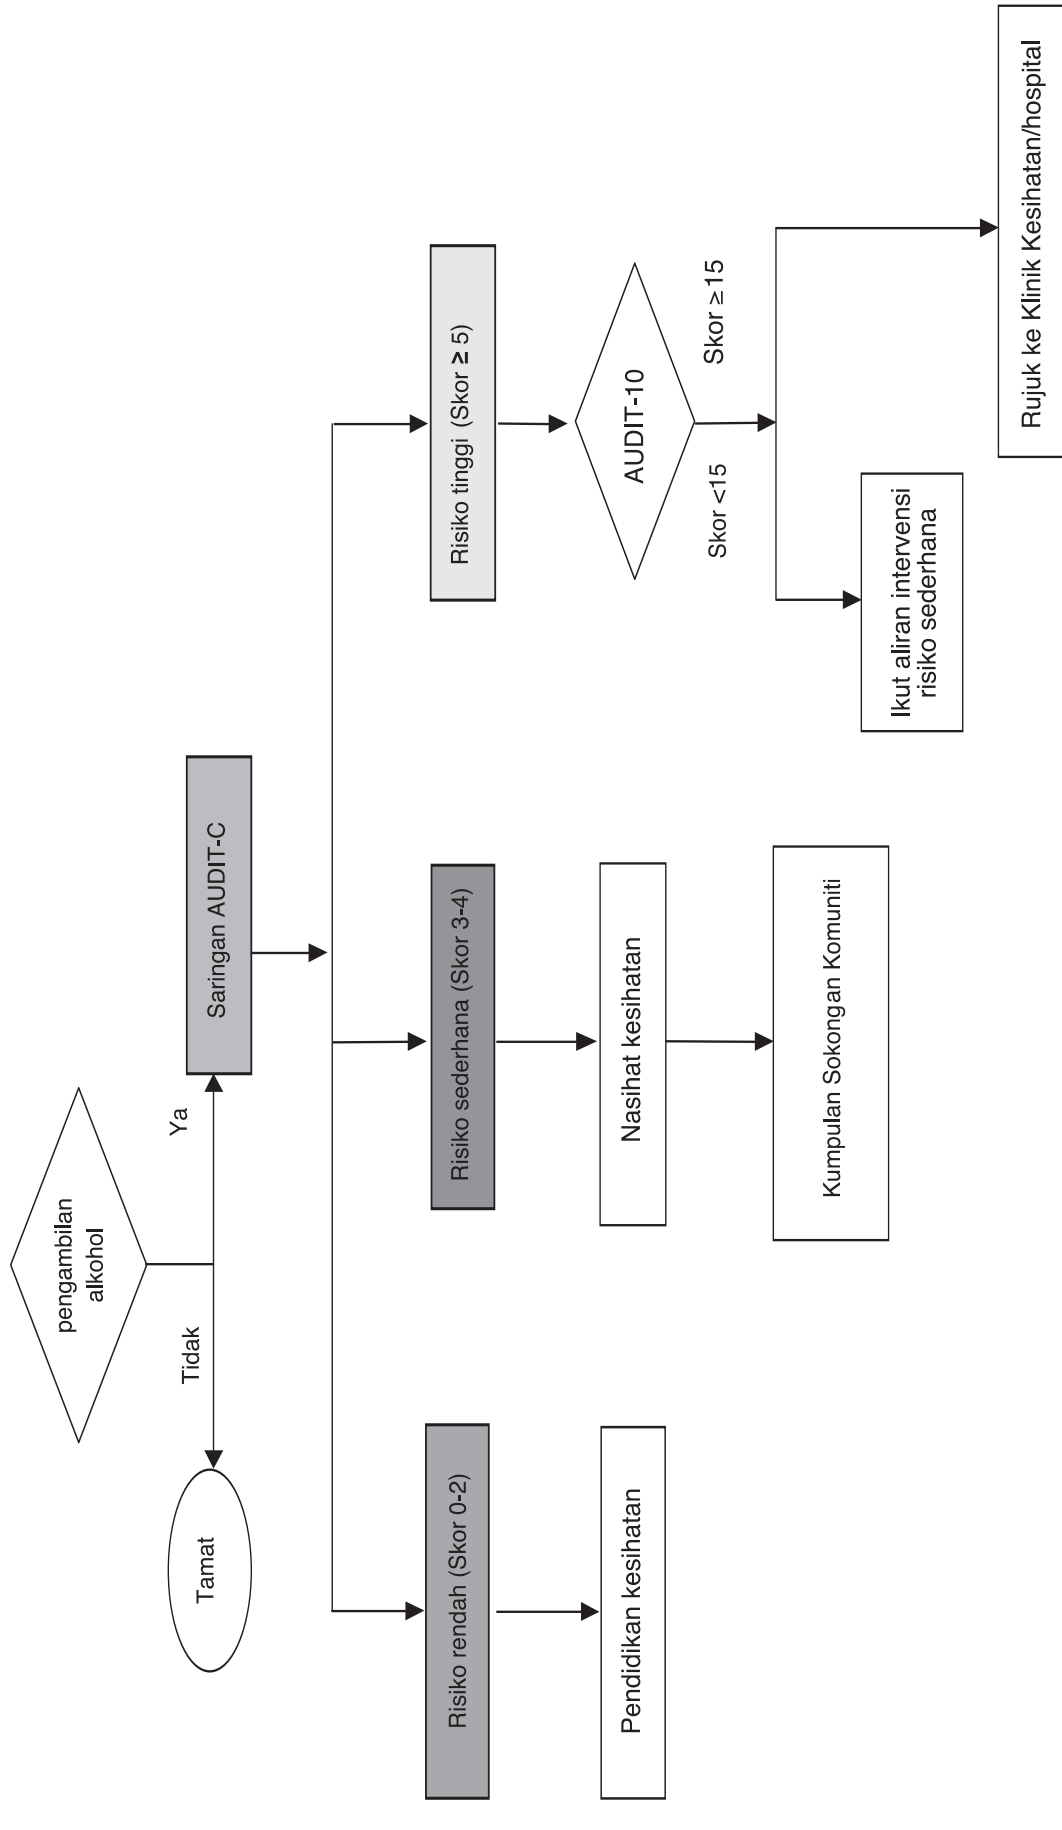 pengambilan
alkohol
Tidak
Ya
Tamat
Saringan AUDIT-C
Risiko rendah (Skor 0-2)
Risiko sederhana (Skor 3-4)
Risiko tinggi (Skor ≥ 5)
Pendidikan kesihatan
Nasihat kesihatan
AUDIT-10
Skor <15
Skor ≥ 15
Kumpulan Sokongan Komuniti
Ikut aliran intervensi
risiko sederhana
Rujuk ke Klinik Kesihatan/hospital